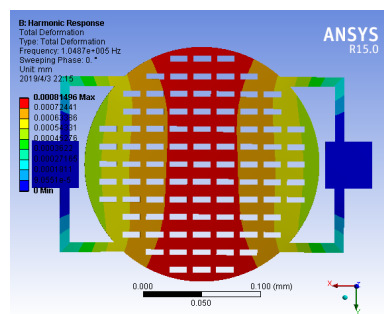 B: Harmonic Response
Total Deformation
Type: Total Deformation
Frequency: 1.0487e+005 Hz
Sweeping Phase: 0. °
Unit: mm
2019/4/3 22:15
0.00081496 Max
0.00072441
0 Min
ANSYS
R15.0
0.000
0.100 (mm)
0.050
X
Y
Z